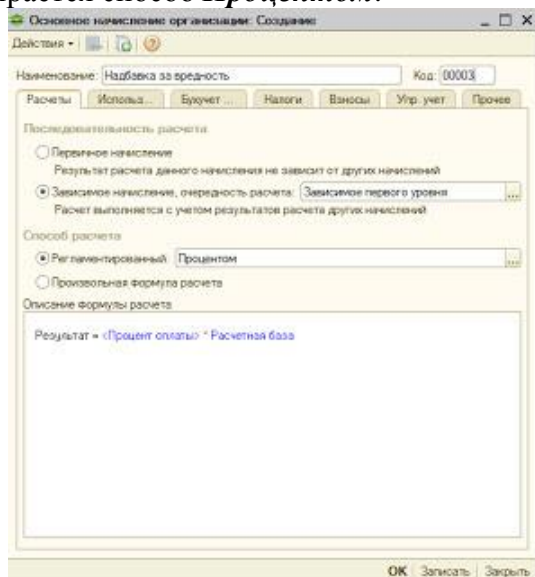 рается способ Процентом.
Основное начисление организации: Создание
Действия
Наименование: Надбавка за вредность Код: 00003
Расчеты Использ... Бухучет ... Налоги Взносы Упр. учет Прочее
Последовательность расчета
Первичное начисление
Результат расчета данного начисления не зависит от других начислений
Зависимое начисление, очередность расчета: Зависимое первого уровня ...
Расчет выполняется с учетом результатов расчета других начислений
Способ расчета
Регламентированный Процентом ...
Произвольная формула расчета
Описание формулы расчета
Результат = <Процент оплаты> * Расчетная база
OK Записать Закрыть